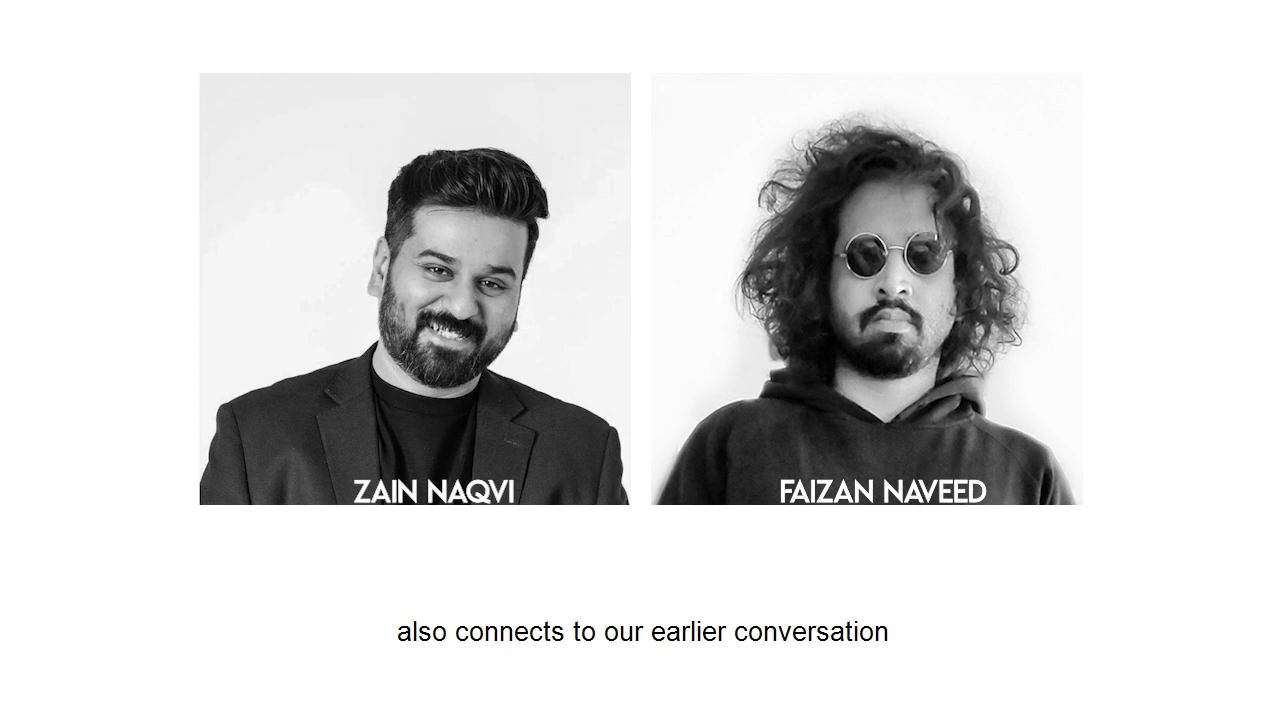 ZAIN NAQVI
FAIZAN NAVEED
also connects to our earlier conversation